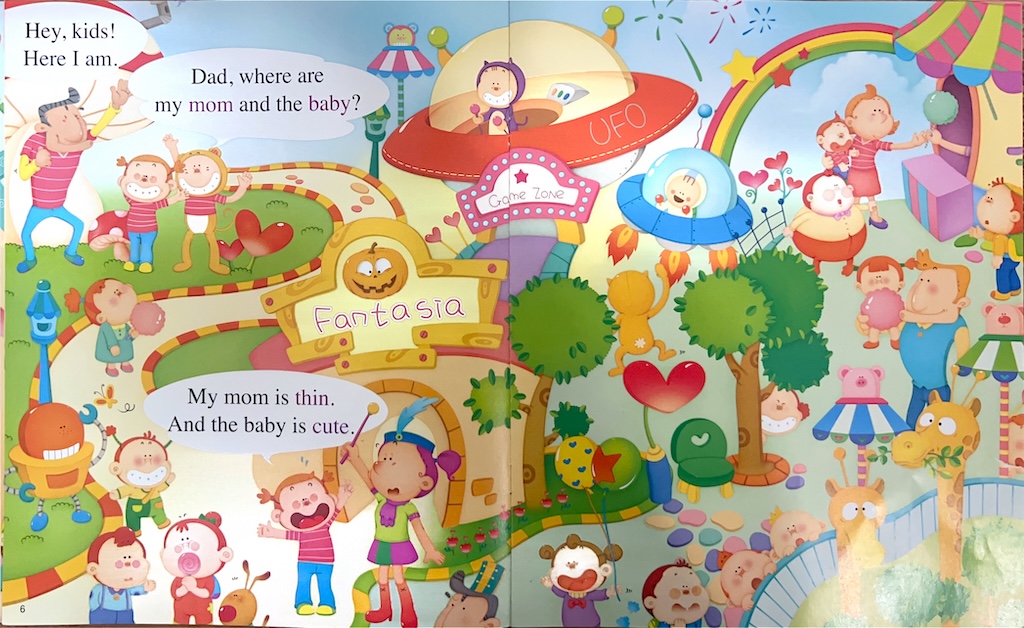 Hey, kids!
Here I am.
Dad, where are
my mom and the baby?
UFO
Game Zone
Fantasia
My mom is thin.
And the baby is cute.
6